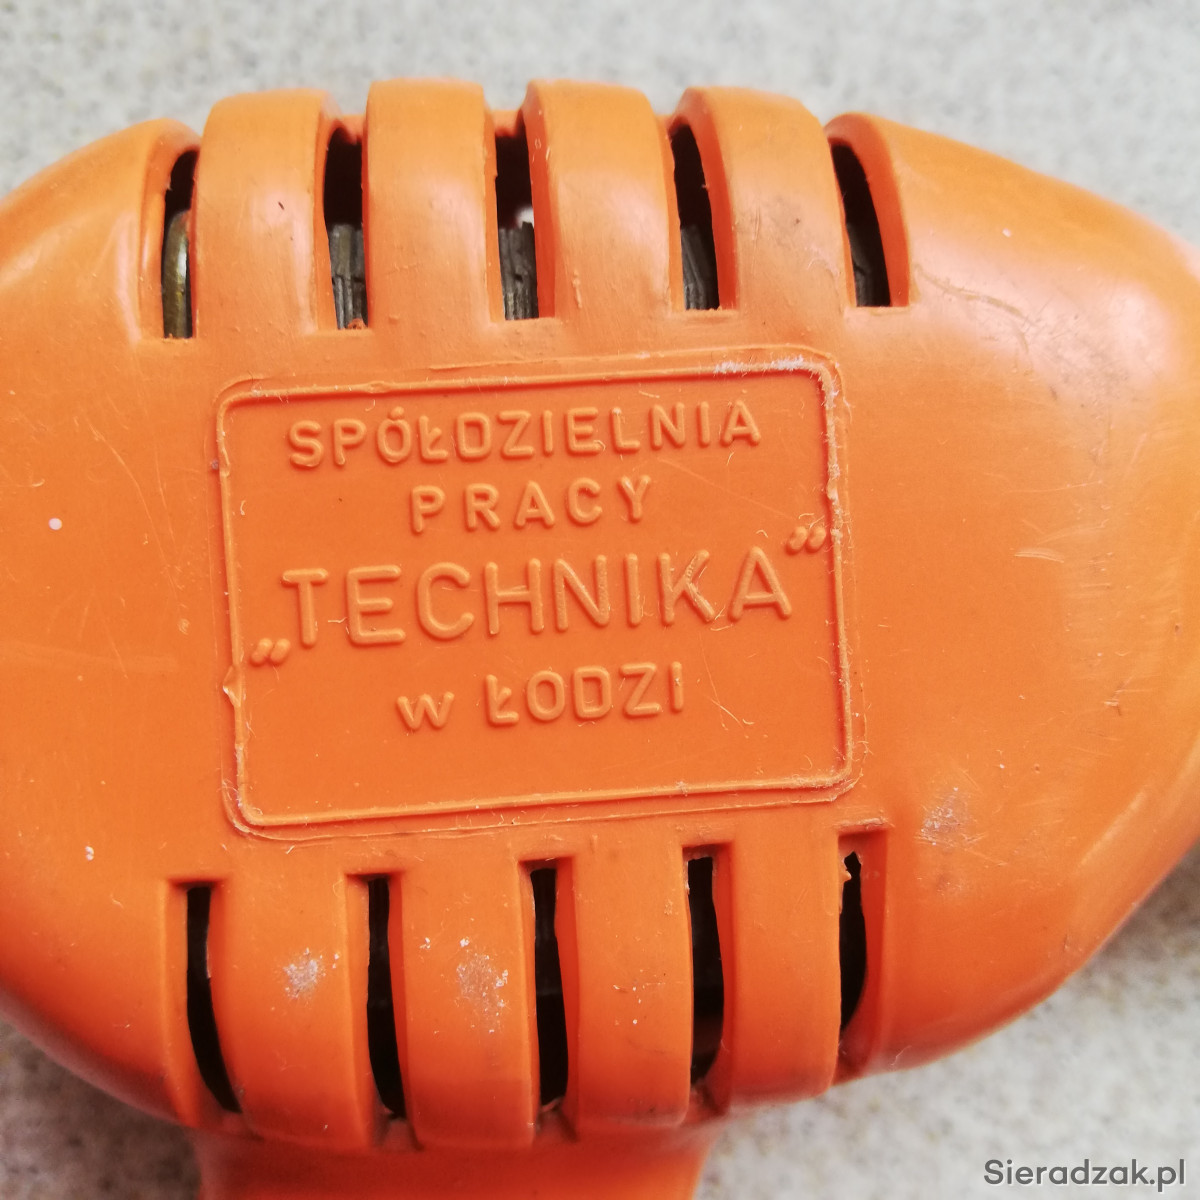 SPÓŁDZIELNIA
PRACY
„TECHNIKA”
w ŁODZI
Sieradzak.pl